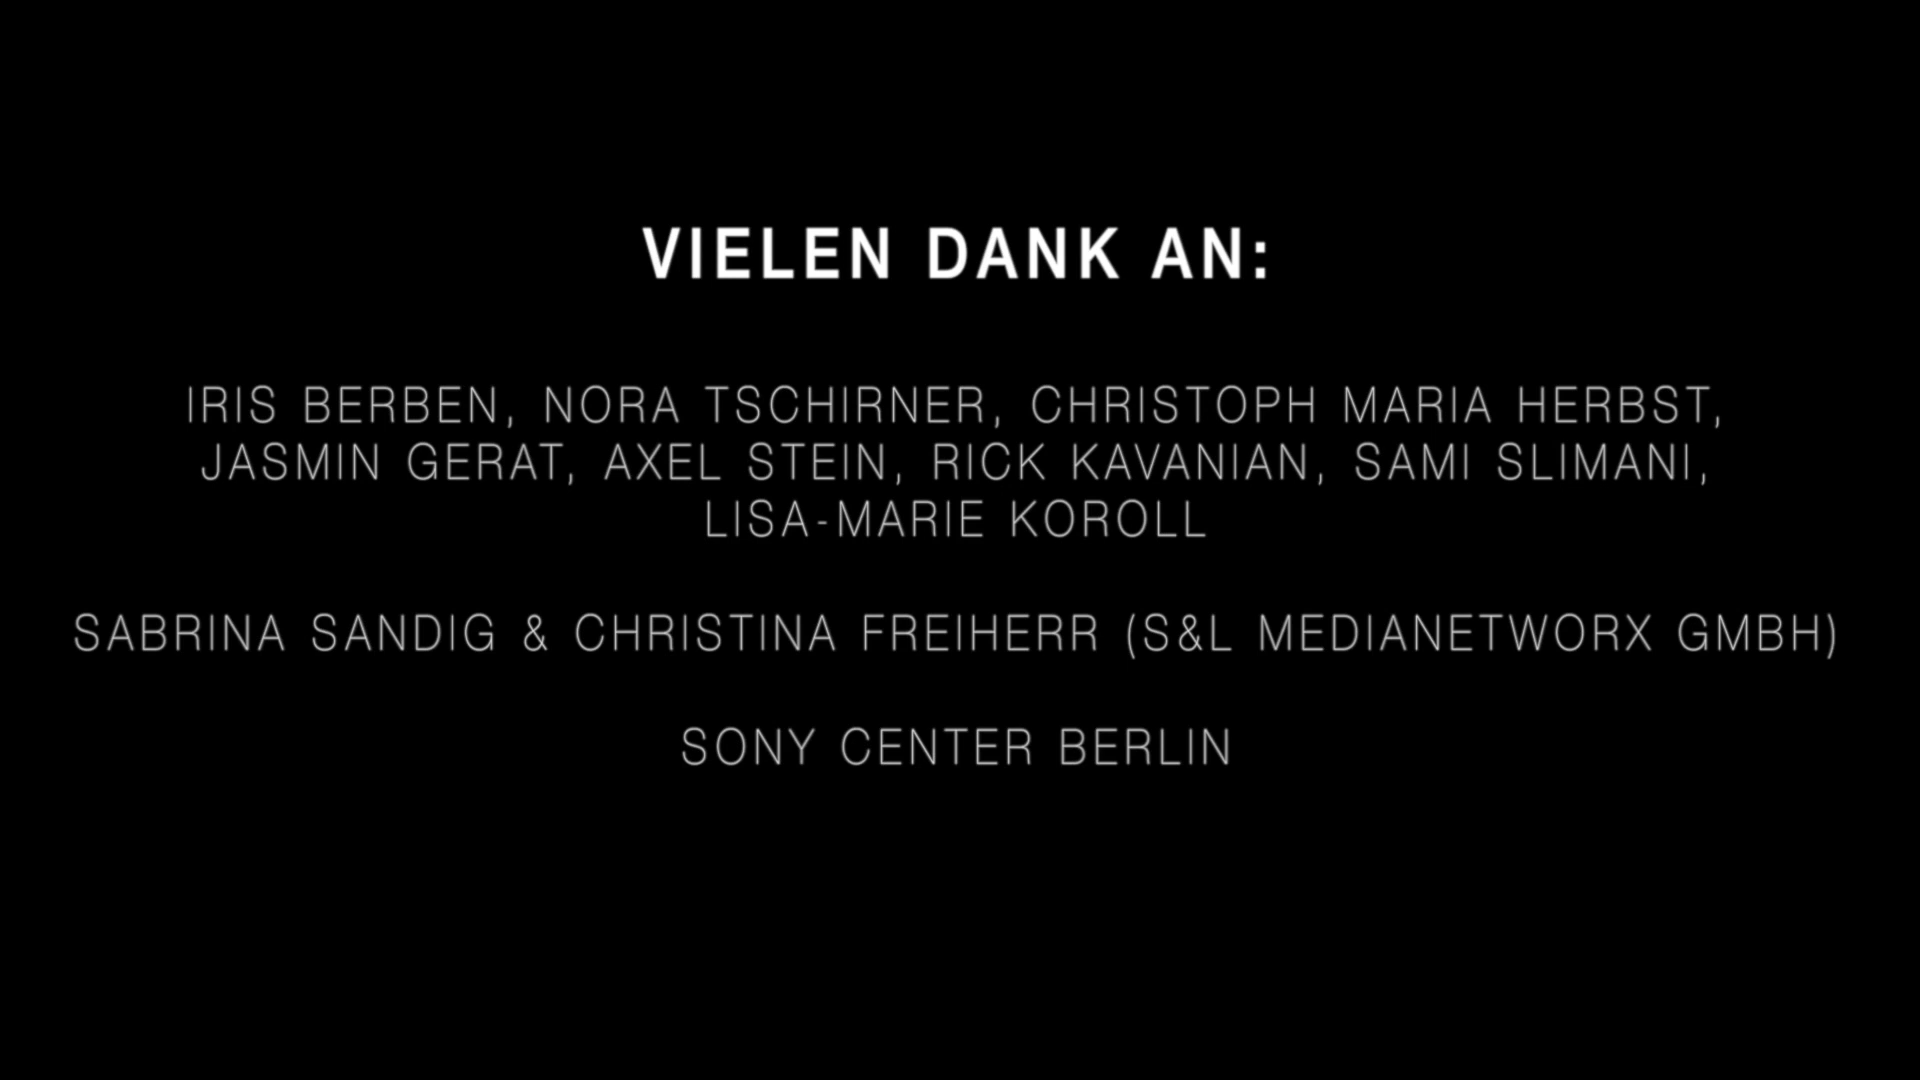 VIELEN DANK AN:
IRIS BERBEN, NORA TSCHIRNER, CHRISTOPH MARIA HERBST,
JASMIN GERAT, AXEL STEIN, RICK KAVANIAN, SAMI SLIMANI,
LISA-MARIE KOROLL
SABRINA SANDIG & CHRISTINA FREIHERR (S&L MEDIANETWORX GMBH)
SONY CENTER BERLIN